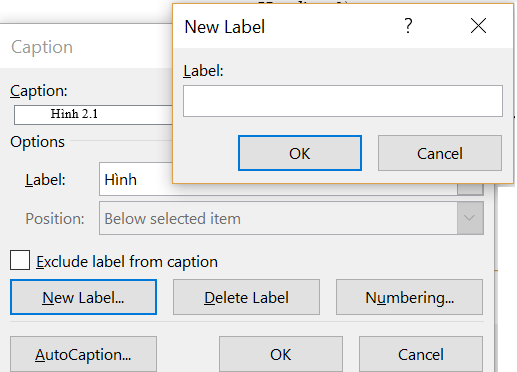 New Label
?
Caption
Label:
Caption:
Hình 2.1
OK
Cancel
Options
Label:
Hình
Position:
Below selected item
Exclude label from caption
New Label...
Delete Label
Numbering...
AutoCaption...
OK
Cancel